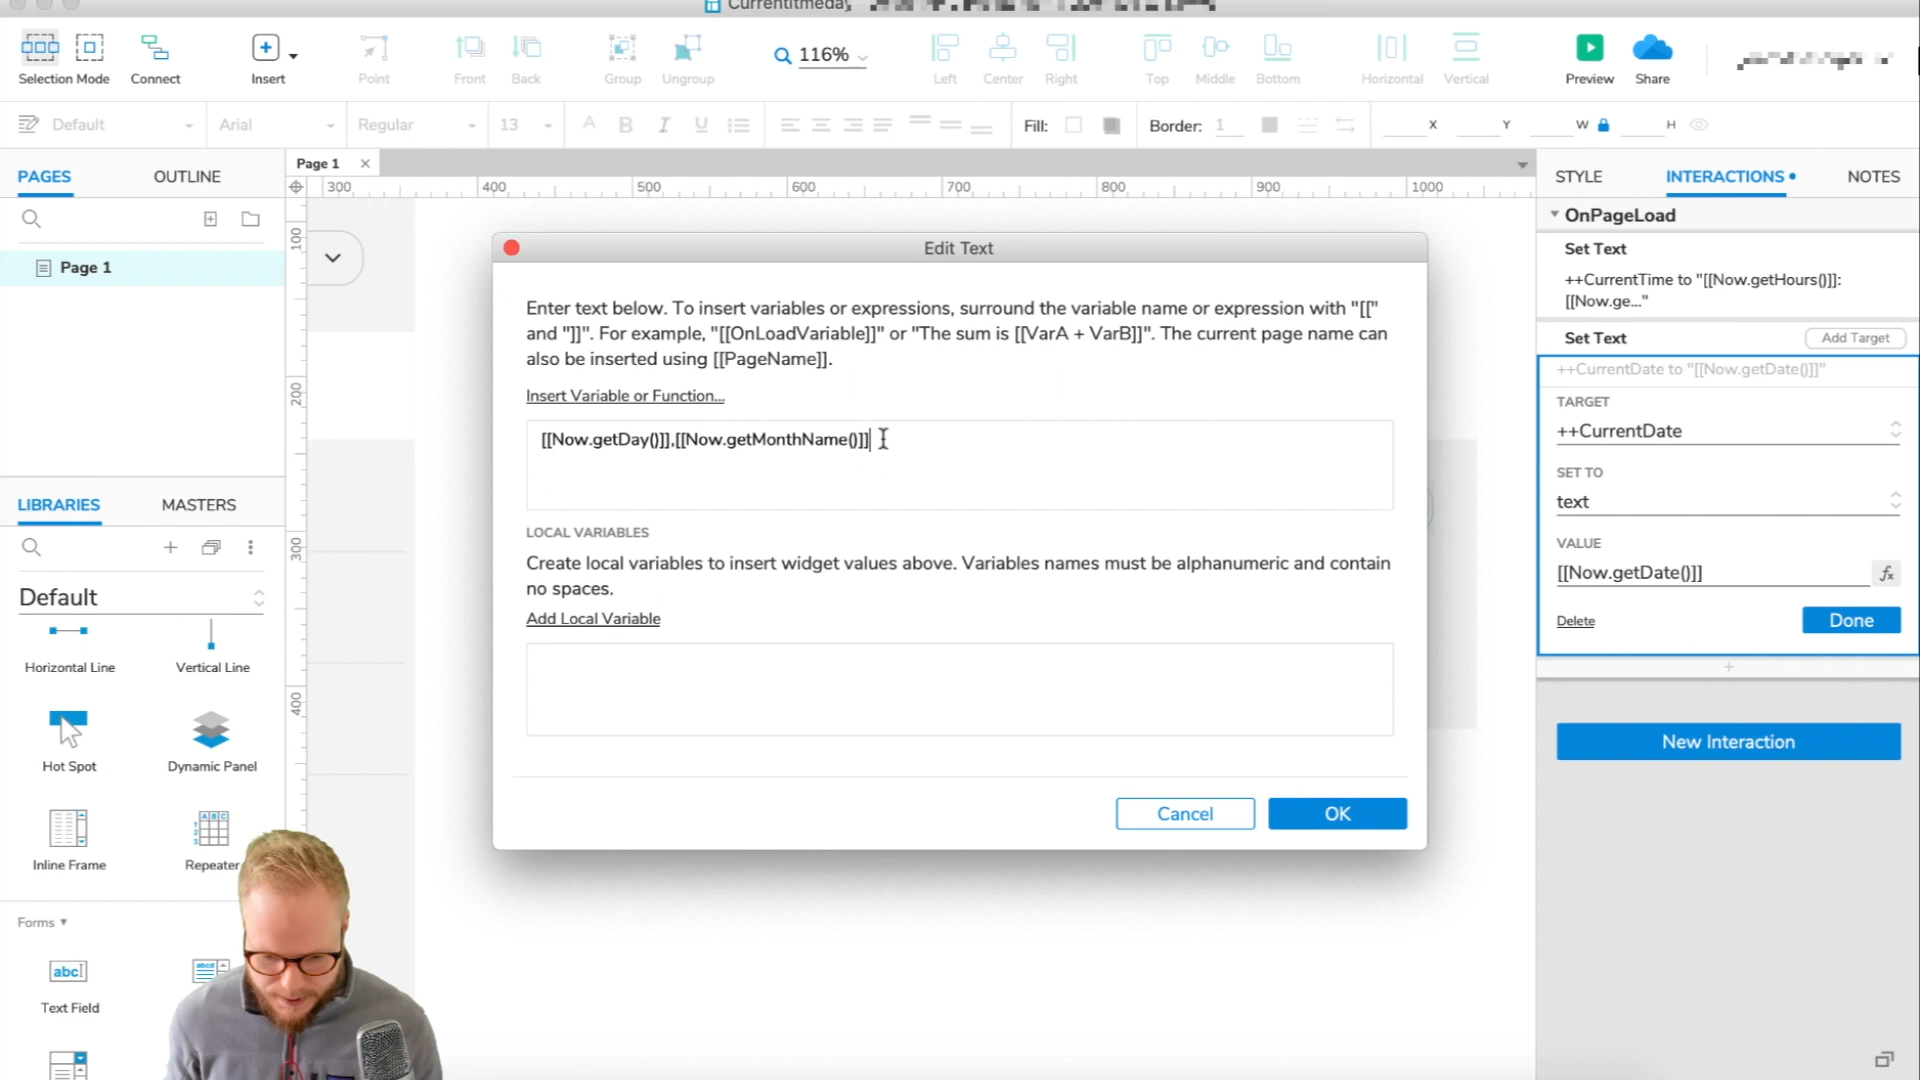 Currentitmeday
Selection Mode
Connect
Insert
Point
Front
Back
Group
Ungroup
116%
Left
Center
Right
Top
Middle
Bottom
Horizontal
Vertical
Preview
Share
Default
Arial
Regular
13
A B I U
Fill:
Border: 1
X
Y
W
H
PAGES
OUTLINE
Page 1
Page 1
300
400
500
600
700
800
900
1000
100
200
300
400
LIBRARIES
MASTERS
Default
Horizontal Line
Vertical Line
Hot Spot
Dynamic Panel
Inline Frame
A B C
1
2
3
Repeater
Forms
abc
Text Field
abcd
Edit Text
Enter text below. To insert variables or expressions, surround the variable name or expression with "[["
and "]]". For example, "[[OnLoadVariable]]" or "The sum is [[VarA + VarB]]". The current page name can
also be inserted using [[PageName]].
Insert Variable or Function...
[[Now.getDay()]],[[Now.getMonthName()]]
LOCAL VARIABLES
Create local variables to insert widget values above. Variables names must be alphanumeric and contain
no spaces.
Add Local Variable
Cancel
OK
STYLE
INTERACTIONS
NOTES
OnPageLoad
Set Text
++CurrentTime to "[[Now.getHours()]]:
[[Now.ge..."
Set Text
Add Target
++CurrentDate to "[[Now.getDate()]]"
TARGET
++CurrentDate
SET TO
text
VALUE
[[Now.getDate()]]
fx
Delete
Done
New Interaction